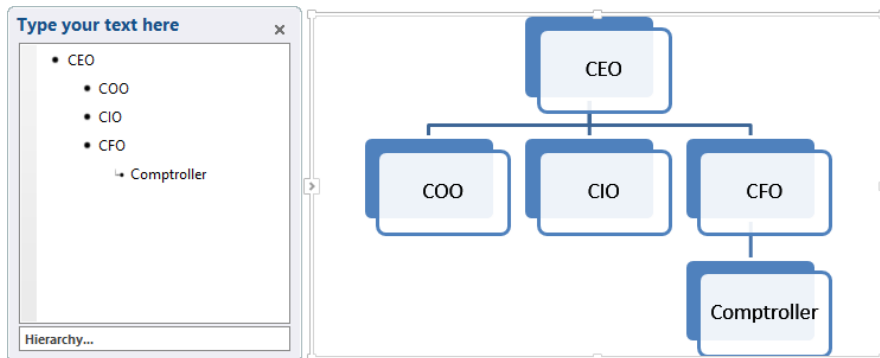 Type your text here
CEO
COO
CIO
CFO
Comptroller
Hierarchy...
CEO
COO CIO CFO
Comptroller